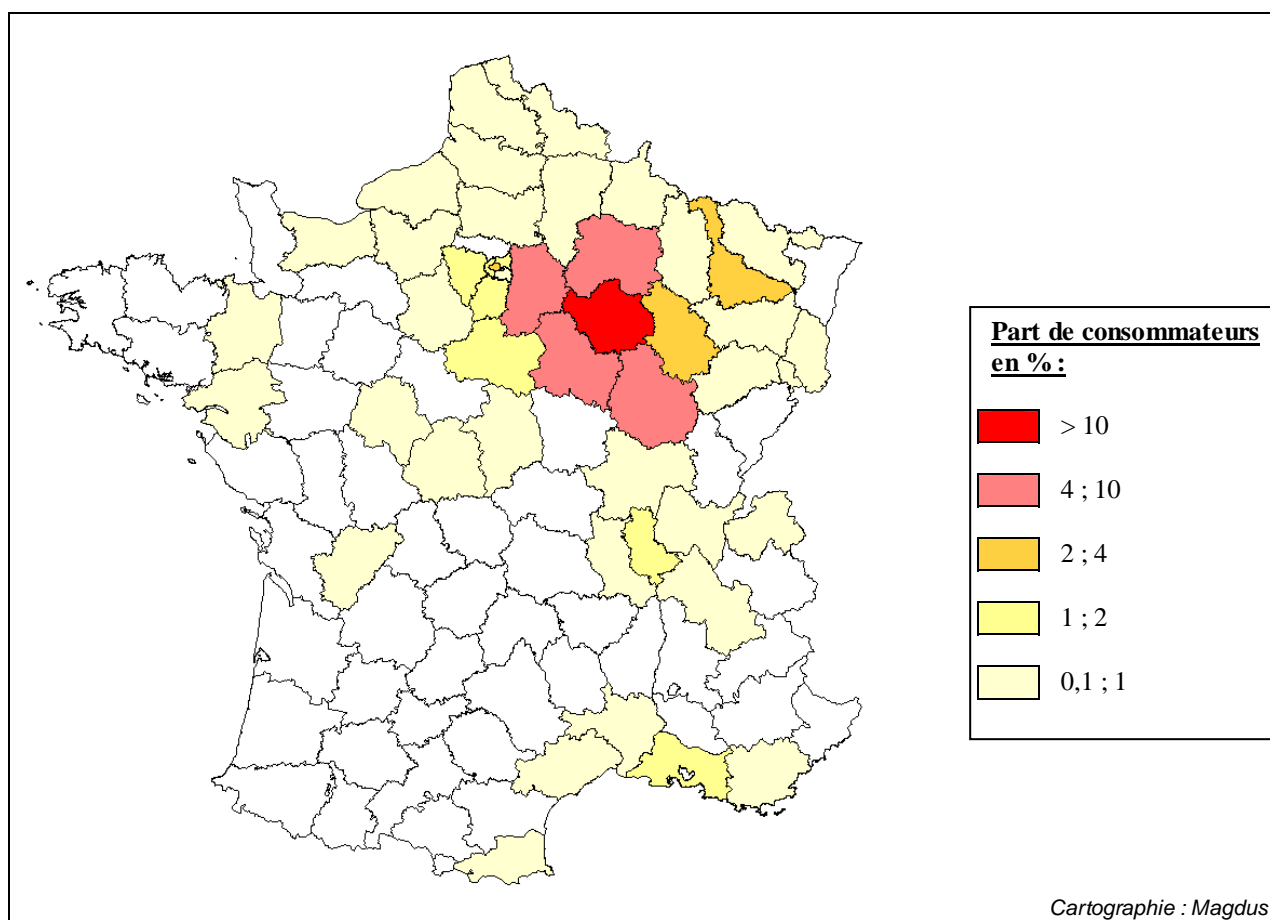 Part de consommateurs
en % :
> 10
4 ; 10
2 ; 4
1 ; 2
0,1 ; 1
Cartographie : Magdus